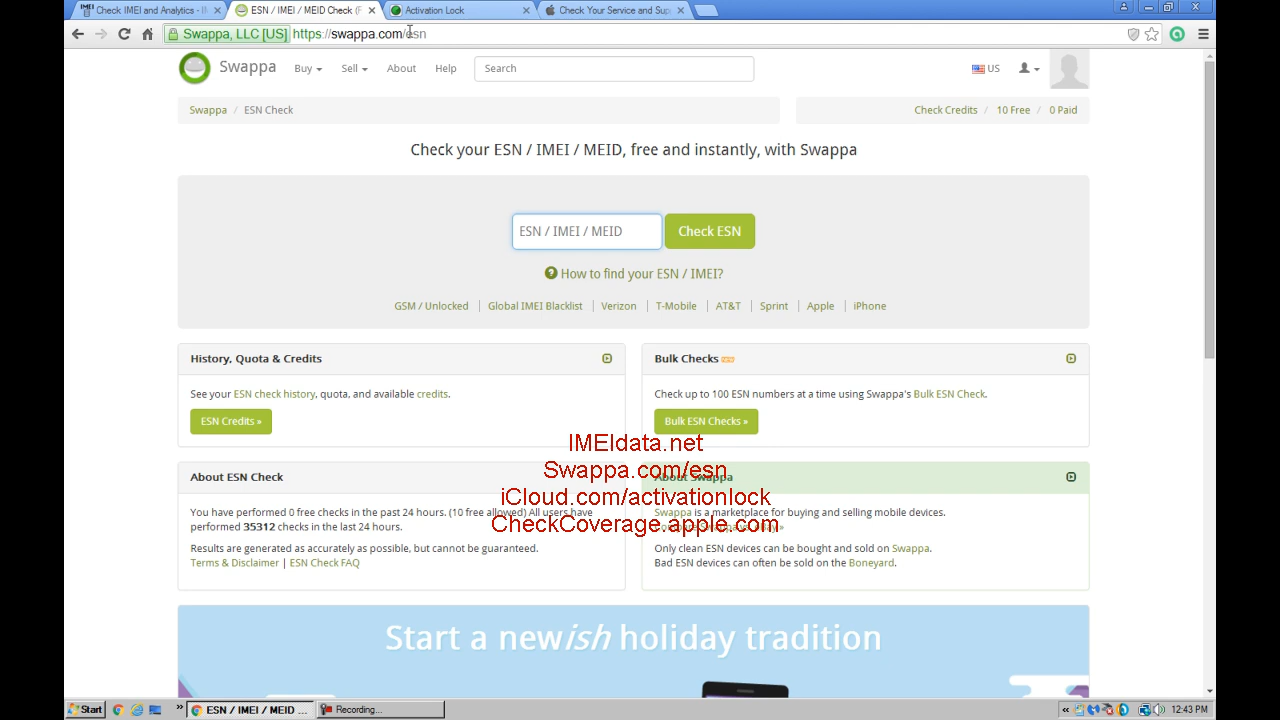 Check IMEI and Analytics - I
ESN / IMEI / MEID Check (F
Activation Lock
Check Your Service and Sup
Swappa, LLC [US] https://swappa.com/esn
Swappa Buy Sell About Help Search US
Swappa / ESN Check
Check Credits / 10 Free / 0 Paid
Check your ESN / IMEI / MEID, free and instantly, with Swappa
ESN / IMEI / MEID Check ESN
How to find your ESN / IMEI?
GSM / Unlocked | Global IMEI Blacklist | Verizon | T-Mobile | AT&T | Sprint | Apple | iPhone
History, Quota & Credits
See your ESN check history, quota, and available credits.
ESN Credits »
Bulk Checks NEW
Check up to 100 ESN numbers at a time using Swappa's Bulk ESN Check.
Bulk ESN Checks »
IMEIdata.net
Swappa.com/esn
iCloud.com/activationlock
CheckCoverage.apple.com
About ESN Check
You have performed 0 free checks in the past 24 hours. (10 free allowed) All users have
performed 35312 checks in the last 24 hours.
Results are generated as accurately as possible, but cannot be guaranteed.
Terms & Disclaimer | ESN Check FAQ
About Swappa
Swappa is a marketplace for buying and selling mobile devices.
Only clean ESN devices can be bought and sold on Swappa.
Bad ESN devices can often be sold on the Boneyard.
Start a newish holiday tradition
Start
ESN / IMEI / MEID ...
Recording...
12:43 PM